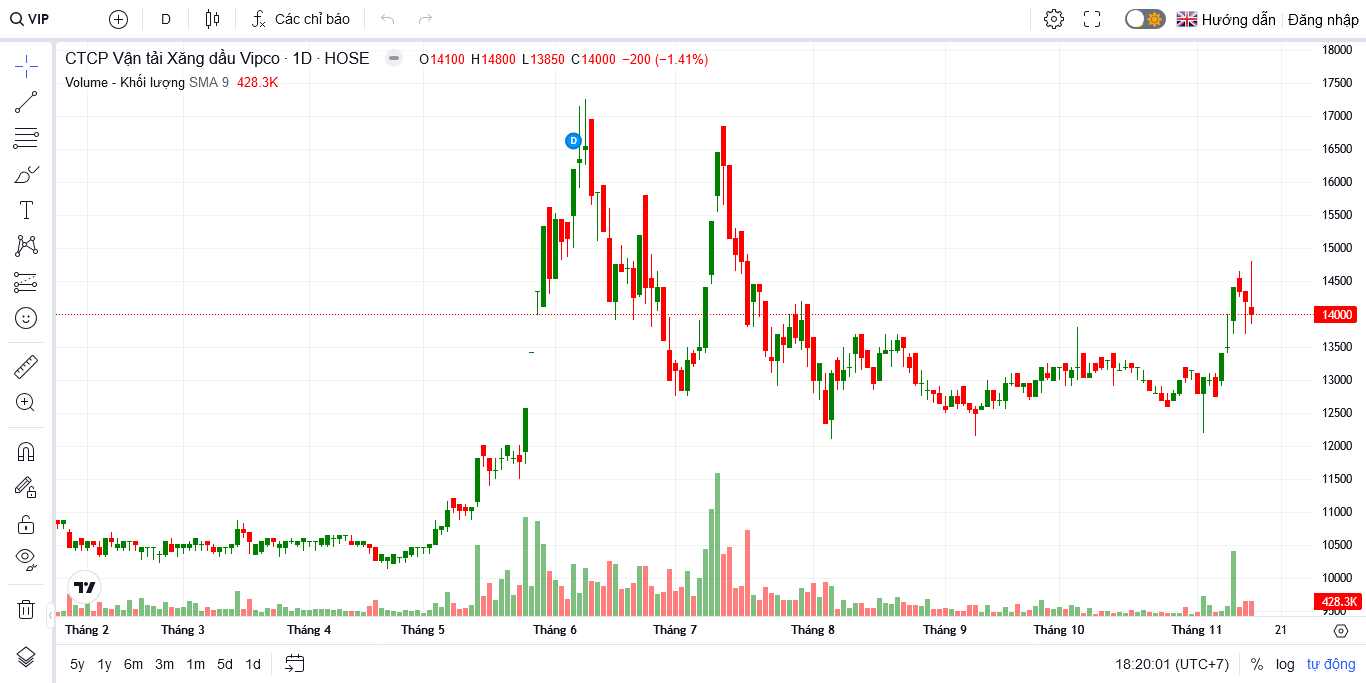 VIP D Các chỉ báo Hướng dẫn Đăng nhập
CTCP Vận tải Xăng dầu Vipco · 1D · HOSE O14100 H14800 L13850 C14000 −200 (−1.41%)
Volume - Khối lượng SMA 9 428.3K
D
18000
17500
17000
16500
16000
15500
15000
14500
14000
13500
13000
12500
12000
11500
11000
10500
10000
428.3K
9500
Tháng 2 Tháng 3 Tháng 4 Tháng 5 Tháng 6 Tháng 7 Tháng 8 Tháng 9 Tháng 10 Tháng 11 21
5y 1y 6m 3m 1m 5d 1d 18:20:01 (UTC+7) % log tự động